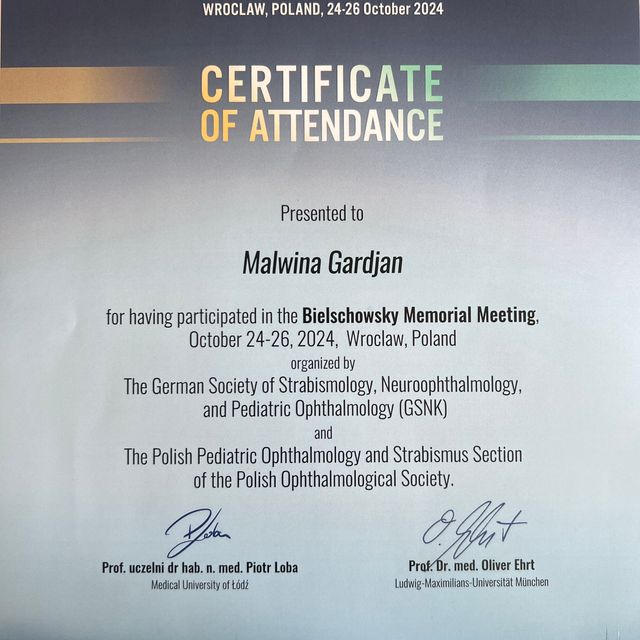 WROCLAW, POLAND, 24-26 October 2024
CERTIFICATE
OF ATTENDANCE
Presented to
Malwina Gardjan
for having participated in the Bielschowsky Memorial Meeting,
October 24-26, 2024, Wroclaw, Poland
organized by
The German Society of Strabismology, Neuroophthalmology,
and Pediatric Ophthalmology (GSNK)
and
The Polish Pediatric Ophthalmology and Strabismus Section
of the Polish Ophthalmological Society.
Prof. uczelni dr hab. n. med. Piotr Loba
Medical University of Łódź
Prof. Dr. med. Oliver Ehrt
Ludwig-Maximilians-Universität München